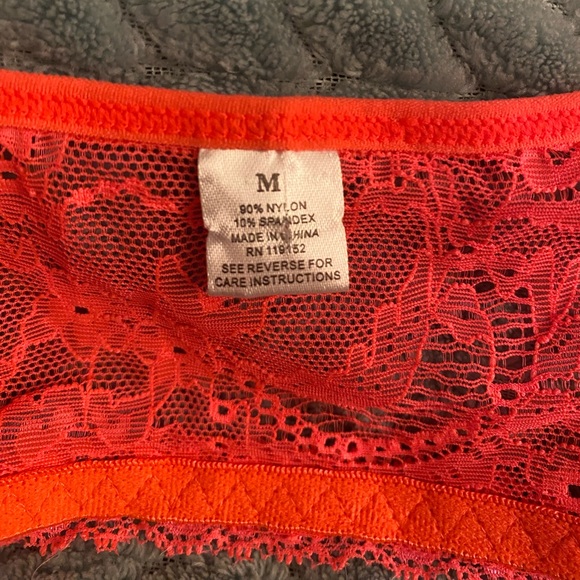 M
90% NYLON
10% SPANDEX
MADE IN CHINA
RN 119152
SEE REVERSE FOR
CARE INSTRUCTIONS